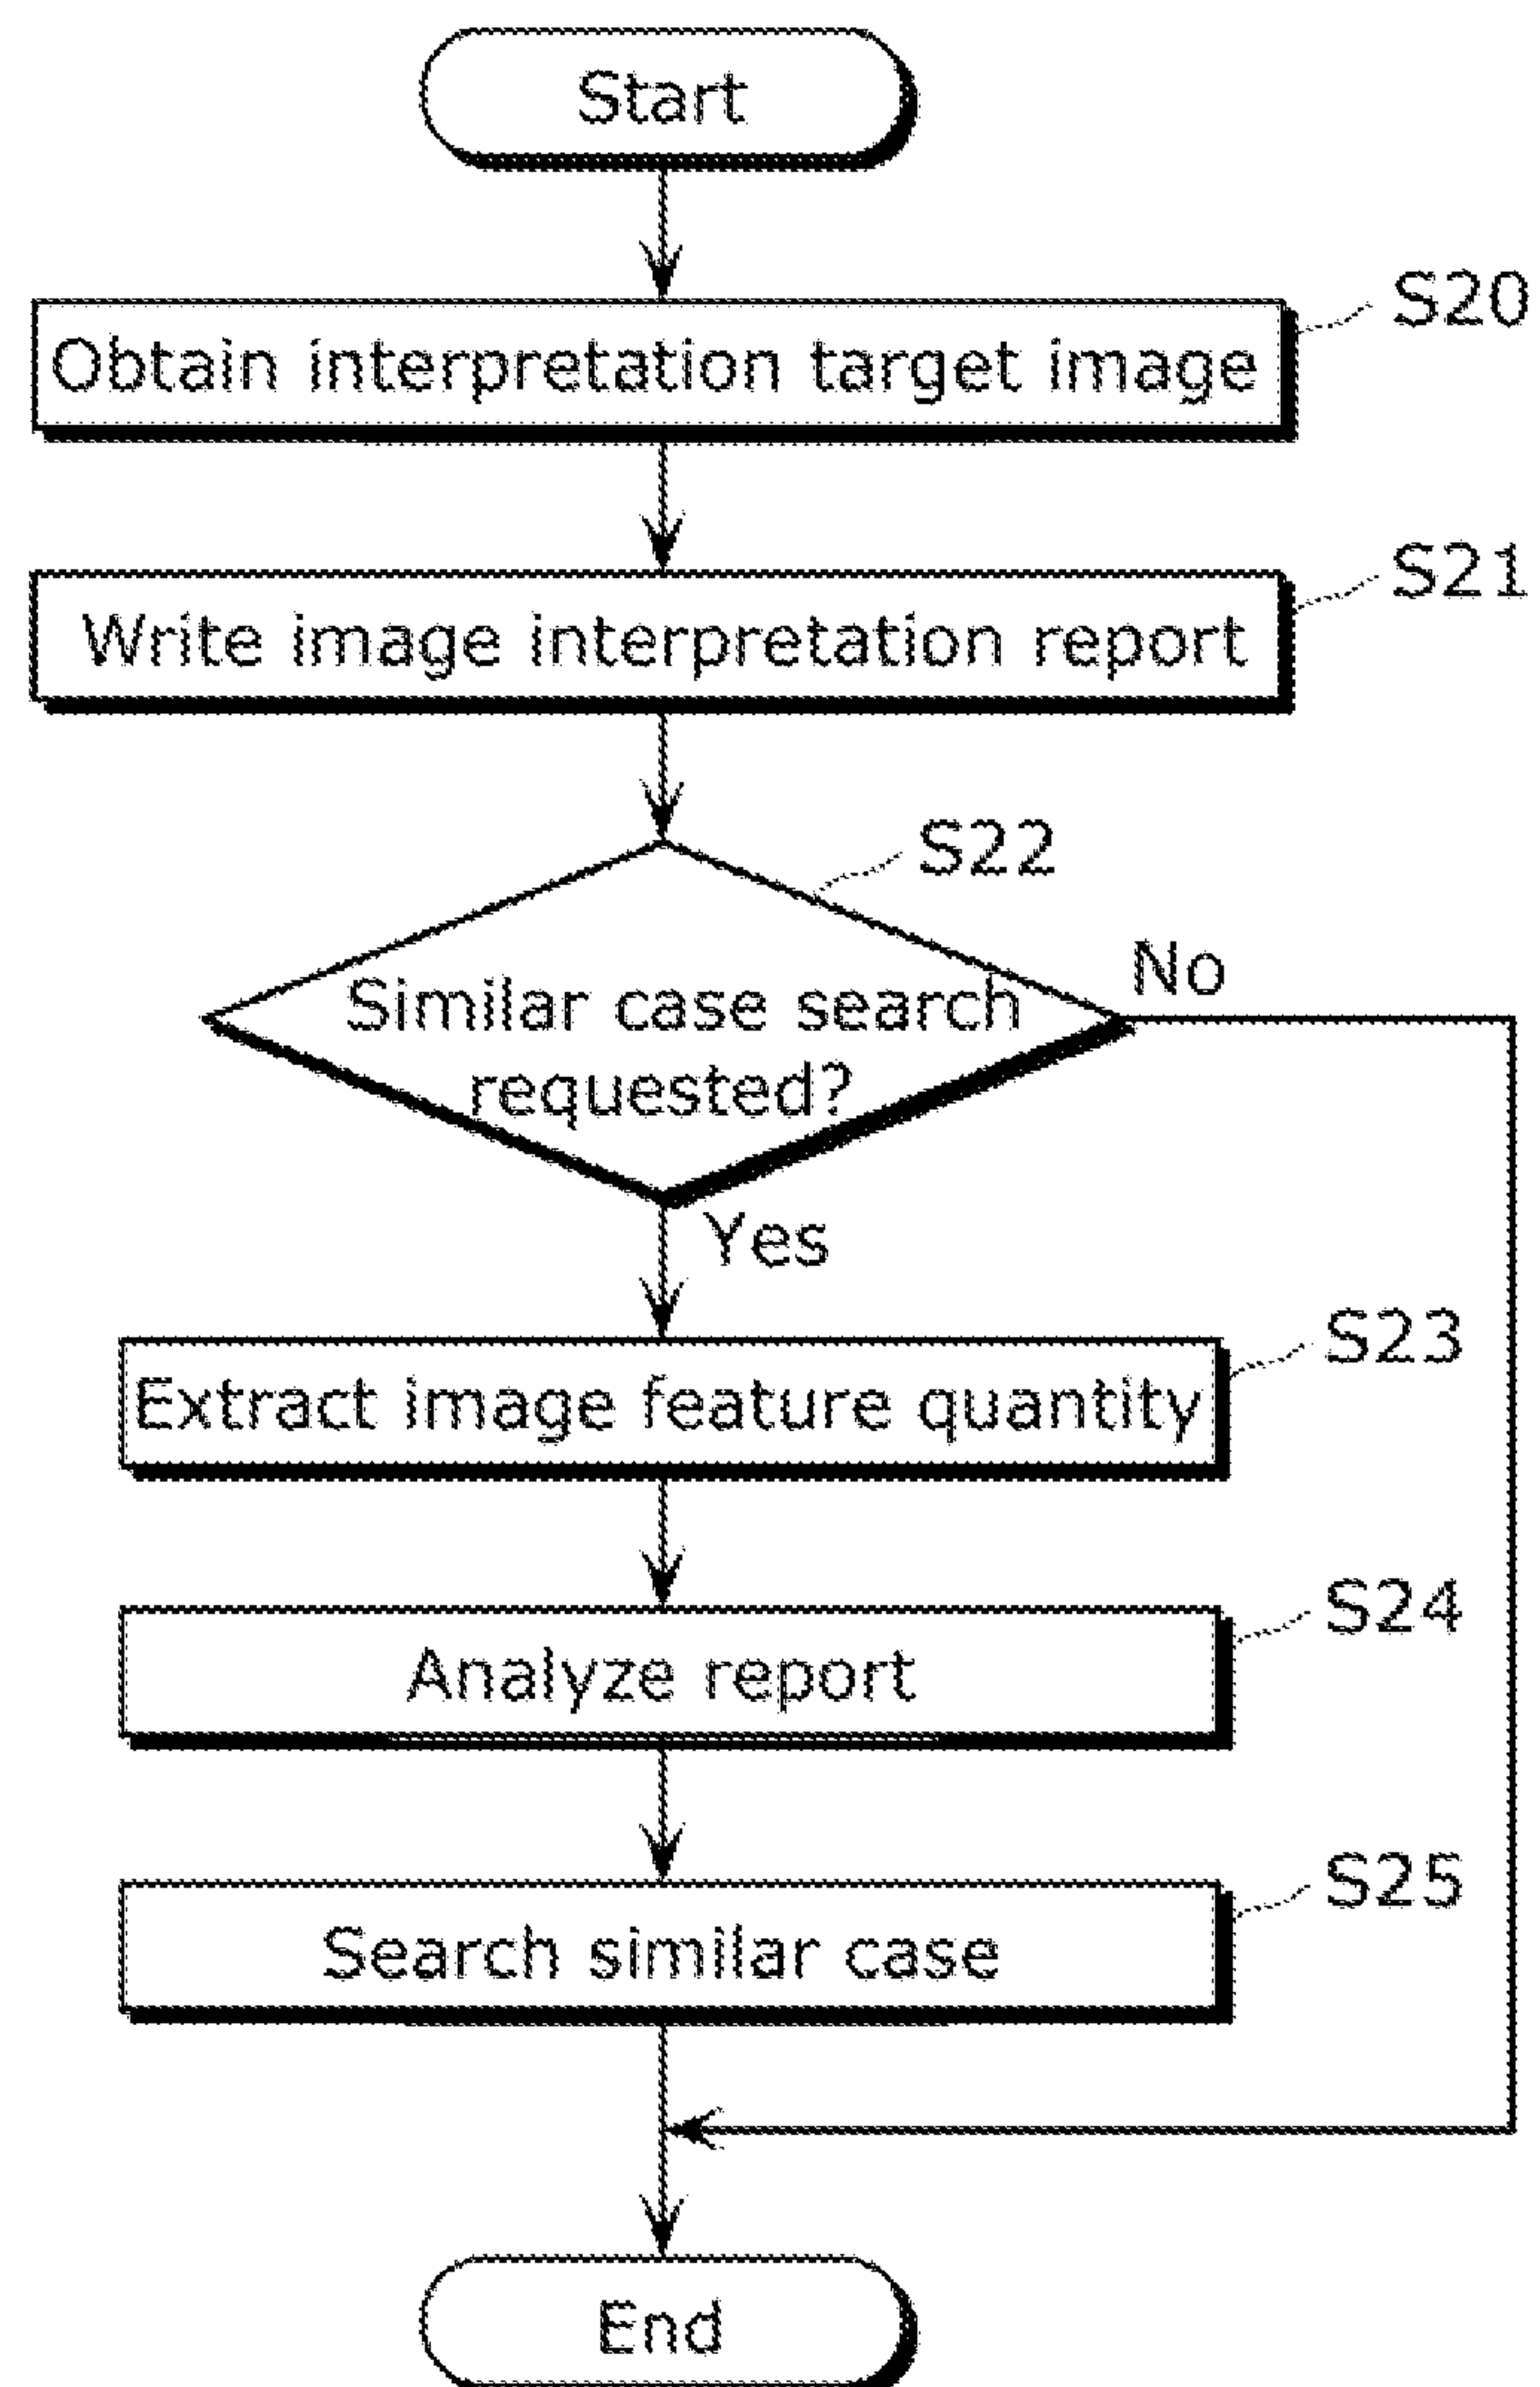 Start
S20
Obtain interpretation target image
S21
Write image interpretation report
S22
Similar case search
requested?
No
Yes
S23
Extract image feature quantity
S24
Analyze report
S25
Search similar case
End